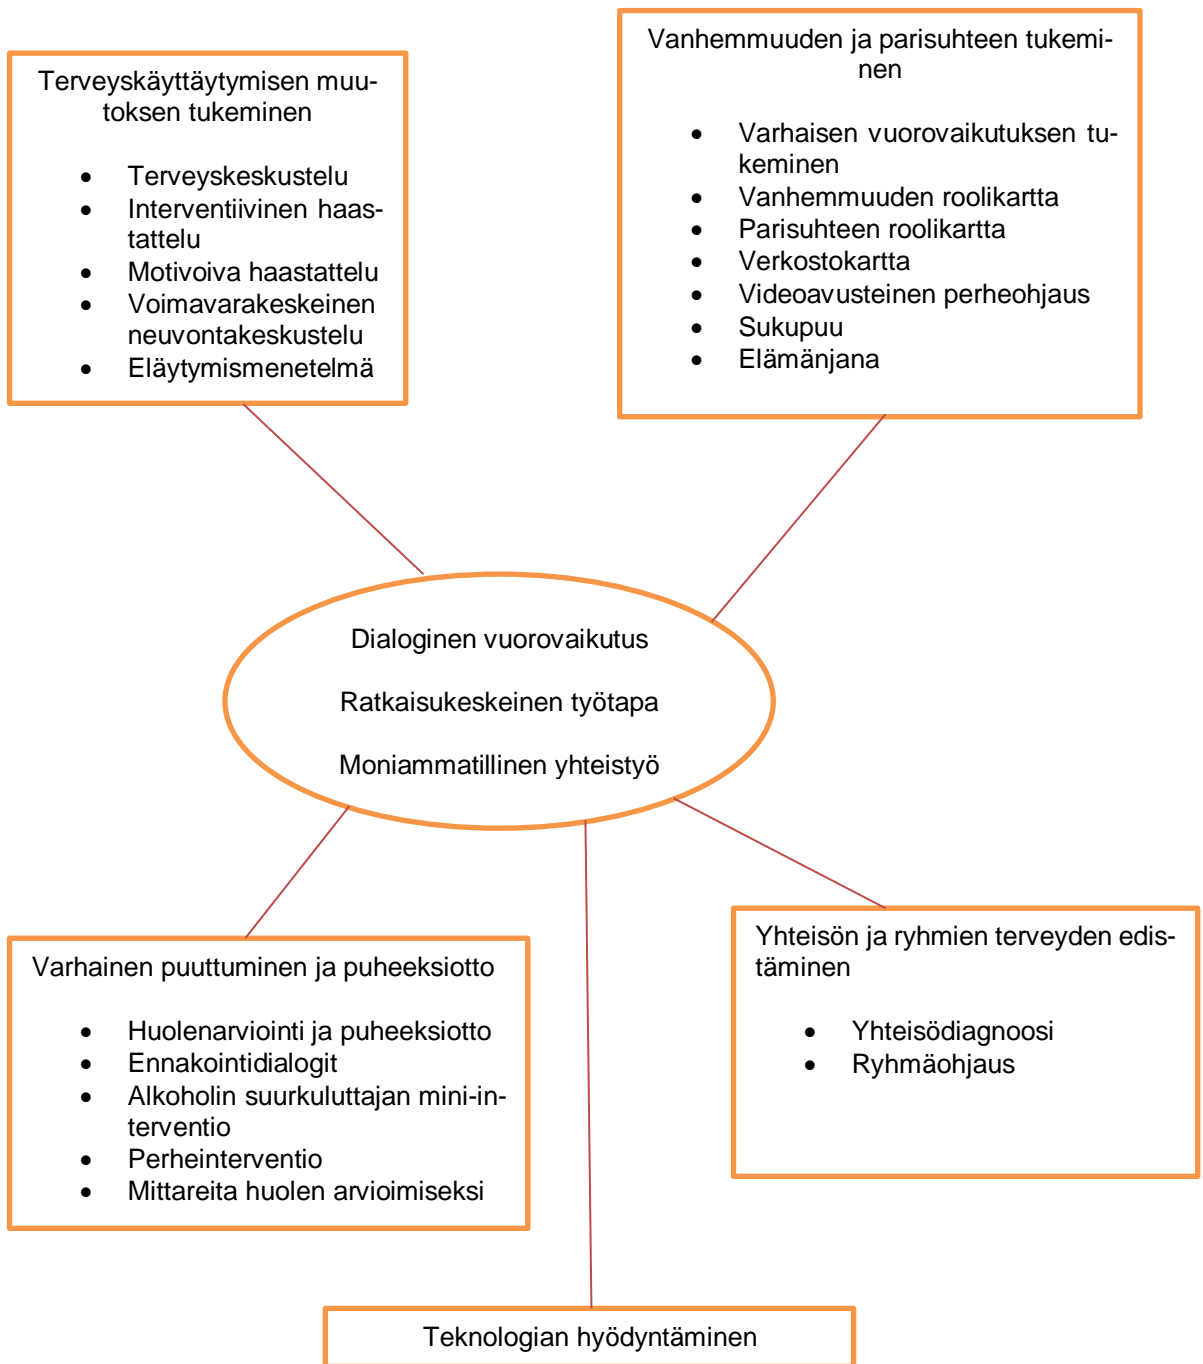 Terveyskäyttäytymisen muu-
toksen tukeminen
• Terveyskeskustelu
• Interventiivinen haas-
tattelu
• Motivoiva haastattelu
• Voimavarakeskeinen
neuvontakeskustelu
• Eläytymismenetelmä
Vanhemmuuden ja parisuhteen tukemi-
nen
• Varhaisen vuorovaikutuksen tu-
keminen
• Vanhemmuuden roolikartta
• Parisuhteen roolikartta
• Verkostokartta
• Videoavusteinen perheohjaus
• Sukupuu
• Elämänjana
Dialoginen vuorovaikutus
Ratkaisukeskeinen työtapa
Moniammatillinen yhteistyö
Varhainen puuttuminen ja puheeksiotto
• Huolenarviointi ja puheeksiotto
• Ennakointidialogit
• Alkoholin suurkuluttajan mini-in-
terventio
• Perheinterventio
• Mittareita huolen arvioimiseksi
Yhteisön ja ryhmien terveyden edis-
täminen
• Yhteisödiagnoosi
• Ryhmäohjaus
Teknologian hyödyntäminen